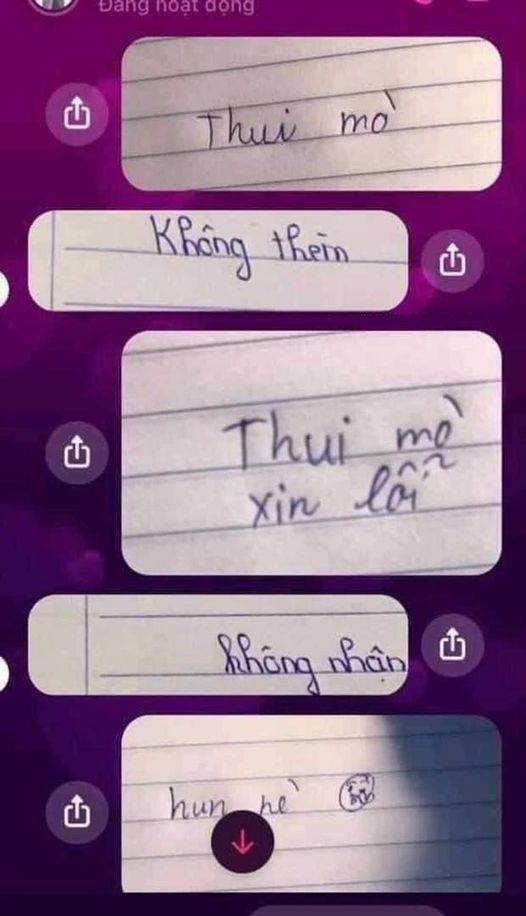 Đang hoạt động
Thui mò
Không thèm
Thui mò
xin lỗi
Không nhận
hun hè